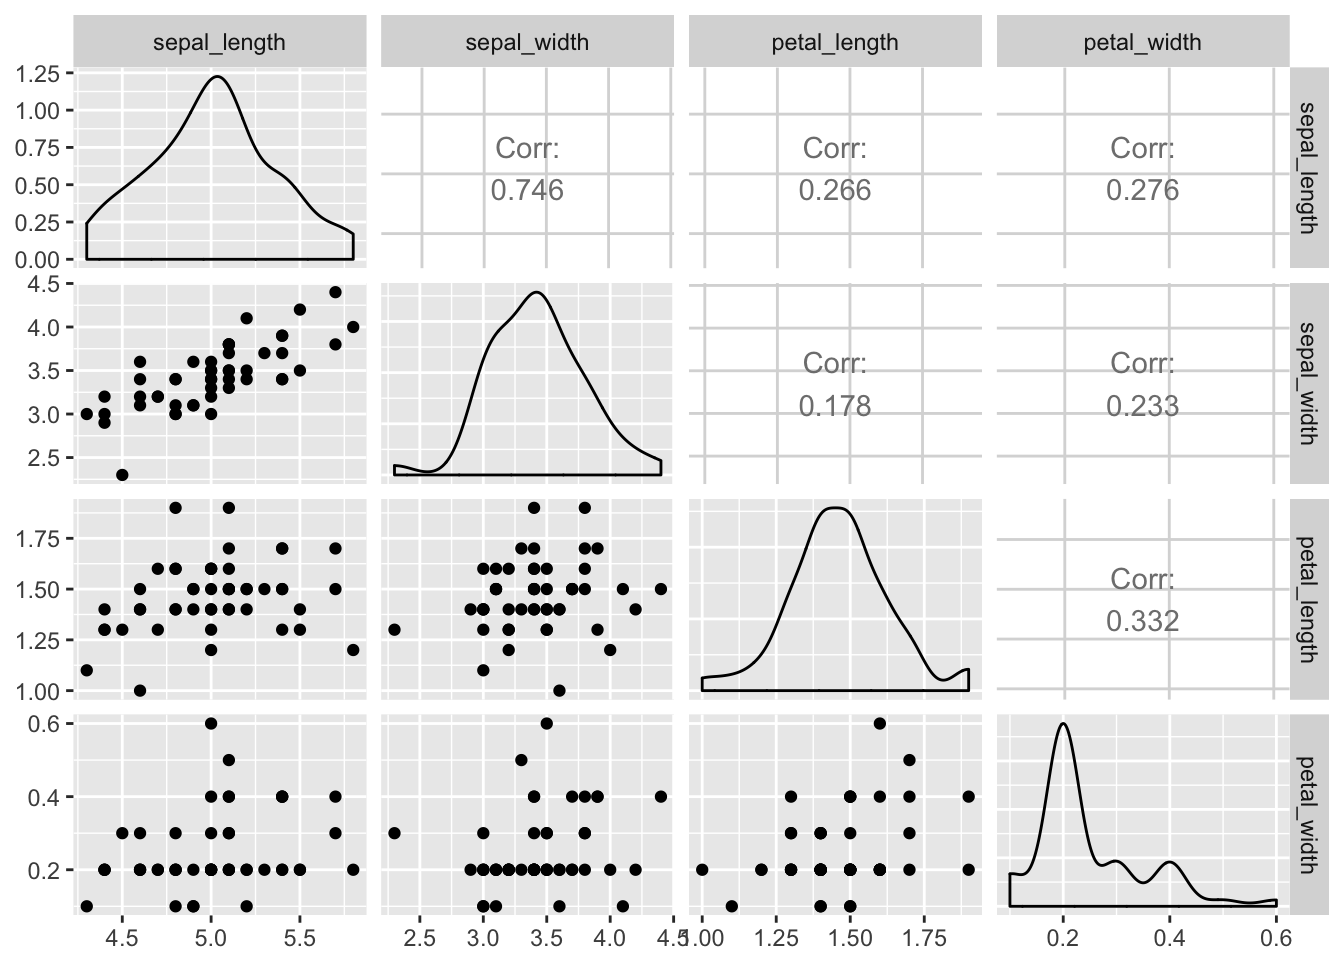 sepal_length
sepal_width
petal_length
petal_width
1.25
1.00
0.75
0.50
0.25
0.00
Corr:
0.746
Corr:
0.266
Corr:
0.276
sepal_length
4.5
4.0
3.5
3.0
2.5
Corr:
0.178
Corr:
0.233
sepal_width
1.75
1.50
1.25
1.00
Corr:
0.332
petal_length
0.6
0.4
0.2
petal_width
4.5 5.0 5.5
2.5 3.0 3.5 4.0 4.5
1.00 1.25 1.50 1.75
0.2 0.4 0.6